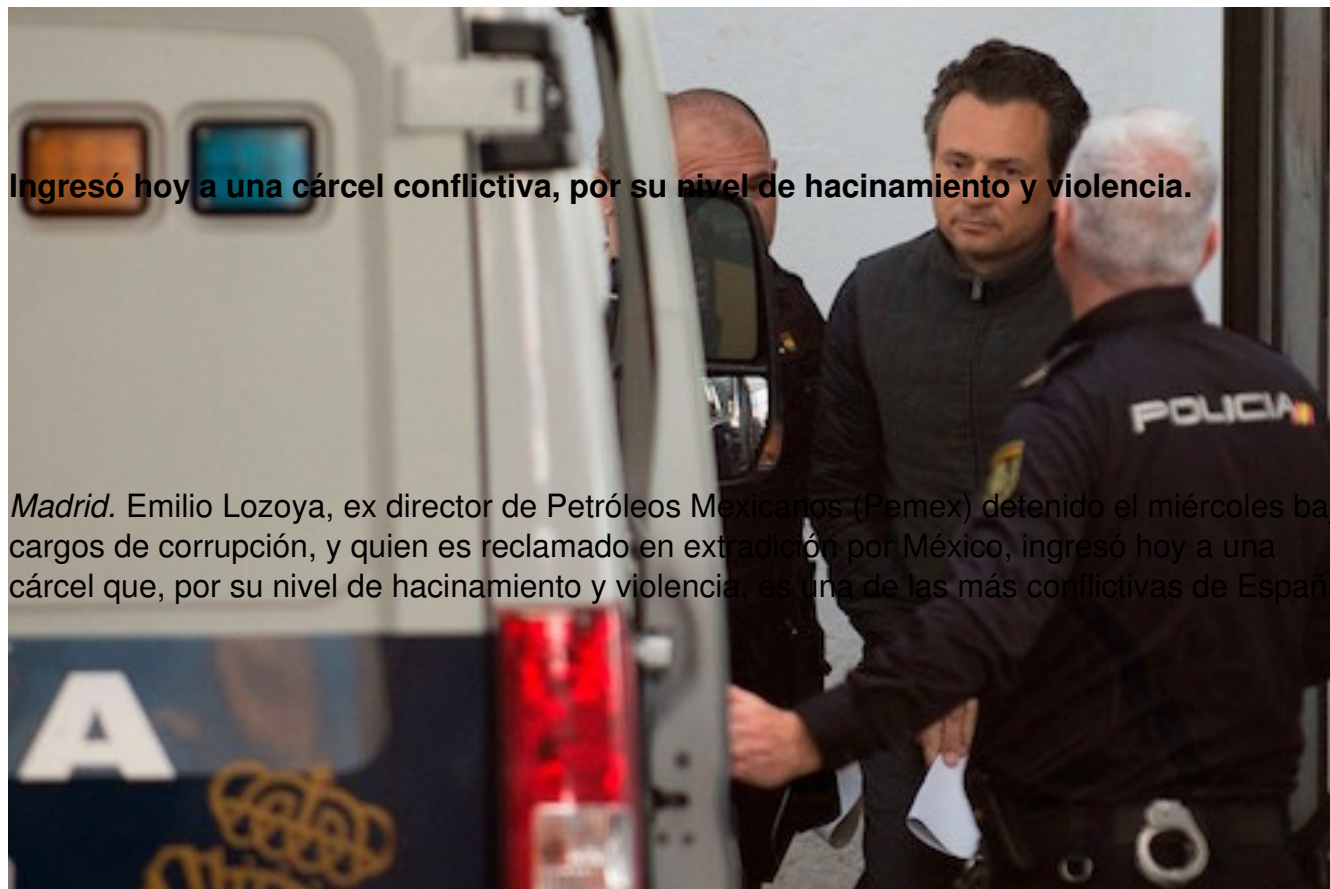 Ingresó hoy a una cárcel conflictiva, por su nivel de hacinamiento y violencia.
POLICIA
Madrid. Emilio Lozoya, ex director de Petróleos Mexicanos (Pemex) detenido el miércoles ba
cargos de corrupción, y quien es reclamado en extradición por México, ingresó hoy a una
cárcel que, por su nivel de hacinamiento y violencia, es una de las más conflictivas de Españ
A